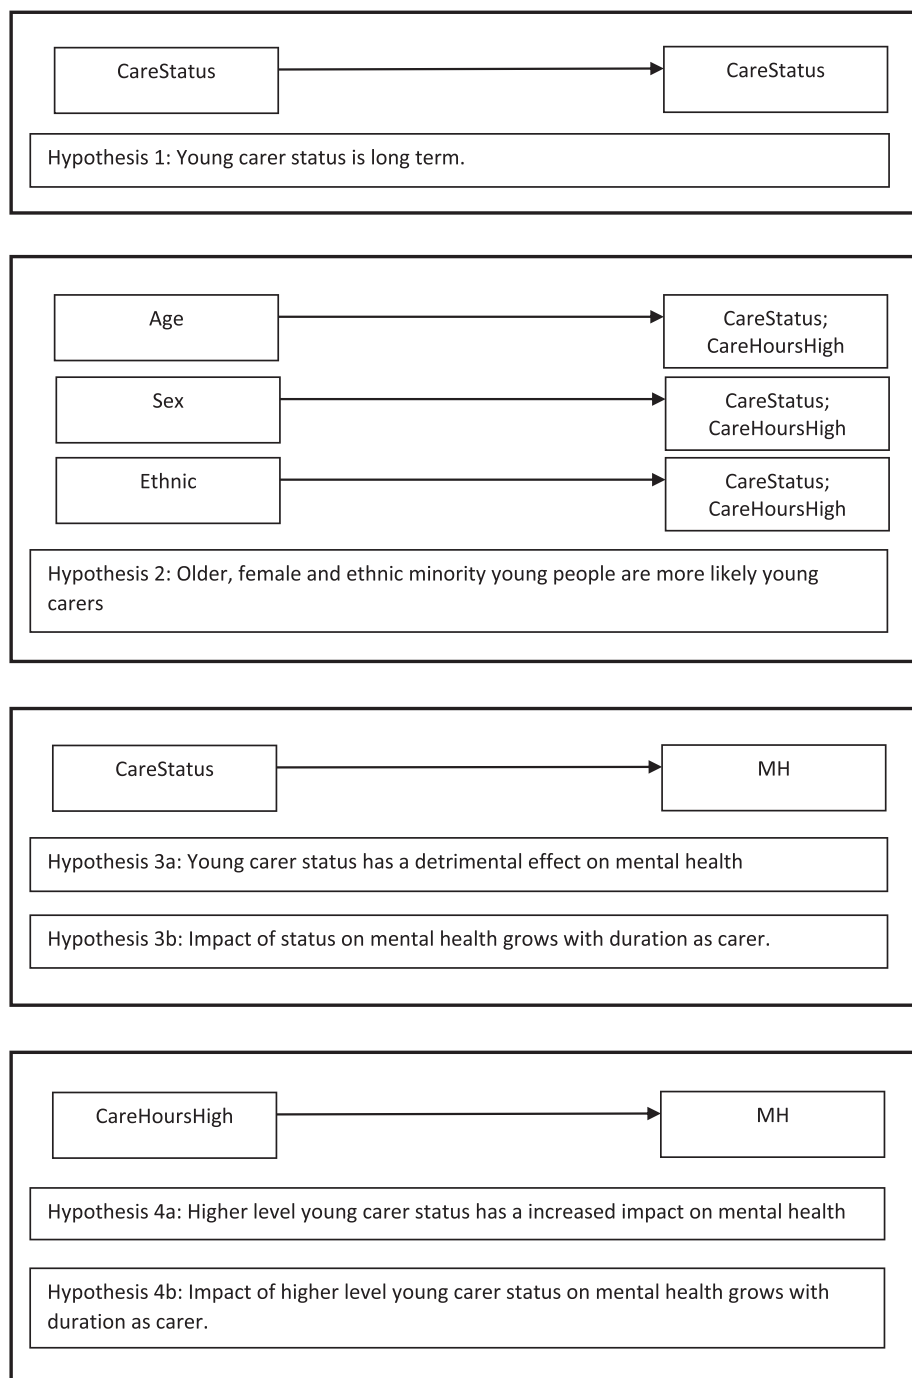 CareStatus
CareStatus
Hypothesis 1: Young carer status is long term.
Age
CareStatus;
CareHoursHigh
Sex
CareStatus;
CareHoursHigh
Ethnic
CareStatus;
CareHoursHigh
Hypothesis 2: Older, female and ethnic minority young people are more likely young
carers
CareStatus
MH
Hypothesis 3a: Young carer status has a detrimental effect on mental health
Hypothesis 3b: Impact of status on mental health grows with duration as carer.
CareHoursHigh
MH
Hypothesis 4a: Higher level young carer status has a increased impact on mental health
Hypothesis 4b: Impact of higher level young carer status on mental health grows with
duration as carer.